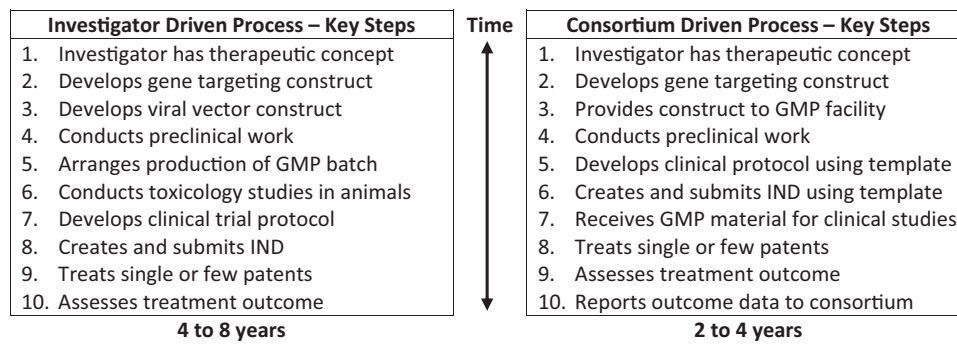 Investigator Driven Process – Key Steps
1. Investigator has therapeutic concept
2. Develops gene targeting construct
3. Develops viral vector construct
4. Conducts preclinical work
5. Arranges production of GMP batch
6. Conducts toxicology studies in animals
7. Develops clinical trial protocol
8. Creates and submits IND
9. Treats single or few patents
10. Assesses treatment outcome
4 to 8 years
Time
Consortium Driven Process – Key Steps
1. Investigator has therapeutic concept
2. Develops gene targeting construct
3. Provides construct to GMP facility
4. Conducts preclinical work
5. Develops clinical protocol using template
6. Creates and submits IND using template
7. Receives GMP material for clinical studies
8. Treats single or few patents
9. Assesses treatment outcome
10. Reports outcome data to consortium
2 to 4 years